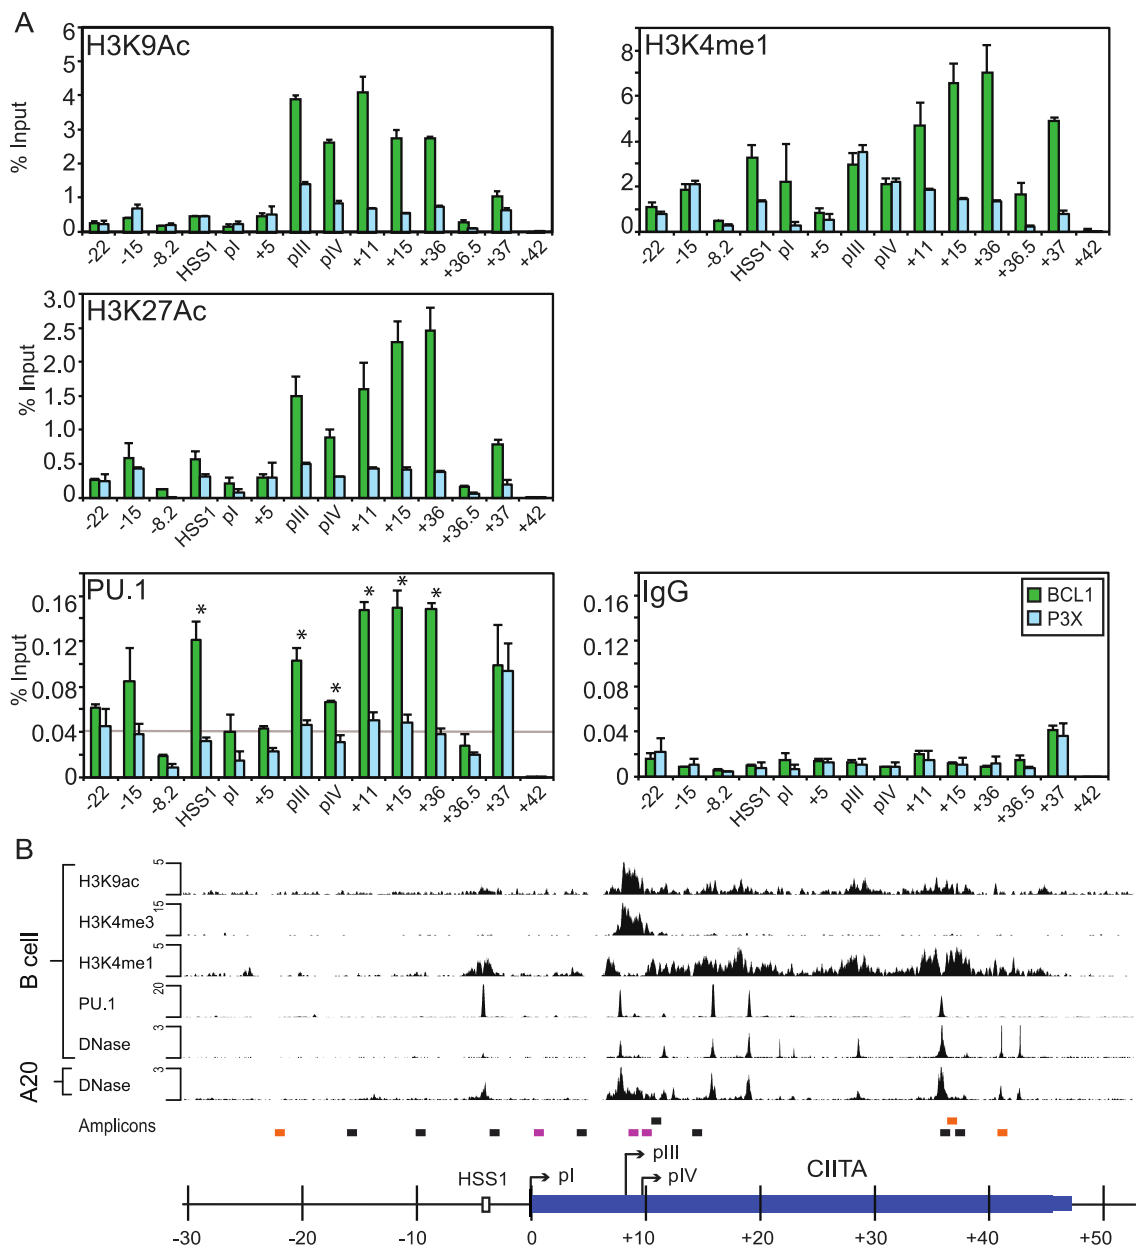 A
H3K9Ac
% Input
6
5
4
3
2
1
0
-22 -15 -8.2 HSS1 pI +5 pIII pIV +11 +15 +36 +36.5 +37 +42
H3K4me1
% Input
8
6
4
2
0
-22 -15 -8.2 HSS1 pI +5 pIII pIV +11 +15 +36 +36.5 +37 +42
H3K27Ac
% Input
3.0
2.5
2.0
1.5
1.0
0.5
0
-22 -15 -8.2 HSS1 pI +5 pIII pIV +11 +15 +36 +36.5 +37 +42
PU.1
% Input
0.16
0.12
0.08
0.04
0
* * * * * *
-22 -15 -8.2 HSS1 pI +5 pIII pIV +11 +15 +36 +36.5 +37 +42
IgG
BCL1
P3X
0.16
0.12
0.08
0.04
0
-22 -15 -8.2 HSS1 pI +5 pIII pIV +11 +15 +36 +36.5 +37 +42
B
B cell
H3K9ac 5
H3K4me3 15
H3K4me1 5
PU.1 20
DNase 3
A20
DNase 3
Amplicons
HSS1 pI pIII pIV CIITA
-30 -20 -10 0 +10 +20 +30 +40 +50